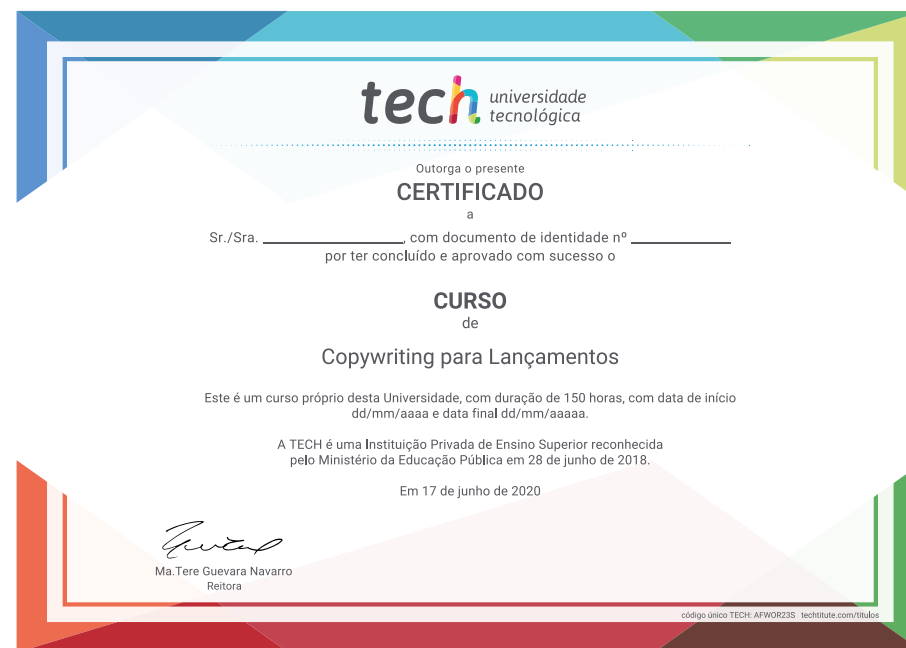 tech universidade
tecnológica
Outorga o presente
CERTIFICADO
a
Sr./Sra. ______________, com documento de identidade nº __________
por ter concluído e aprovado com sucesso o
CURSO
de
Copywriting para Lançamentos
Este é um curso próprio desta Universidade, com duração de 150 horas, com data de início
dd/mm/aaaa e data final dd/mm/aaaaa.
A TECH é uma Instituição Privada de Ensino Superior reconhecida
pelo Ministério da Educação Pública em 28 de junho de 2018.
Em 17 de junho de 2020
Ma.Tere Guevara Navarro
Reitora
código único TECH: AFWOR23S techtitute.com/titulos